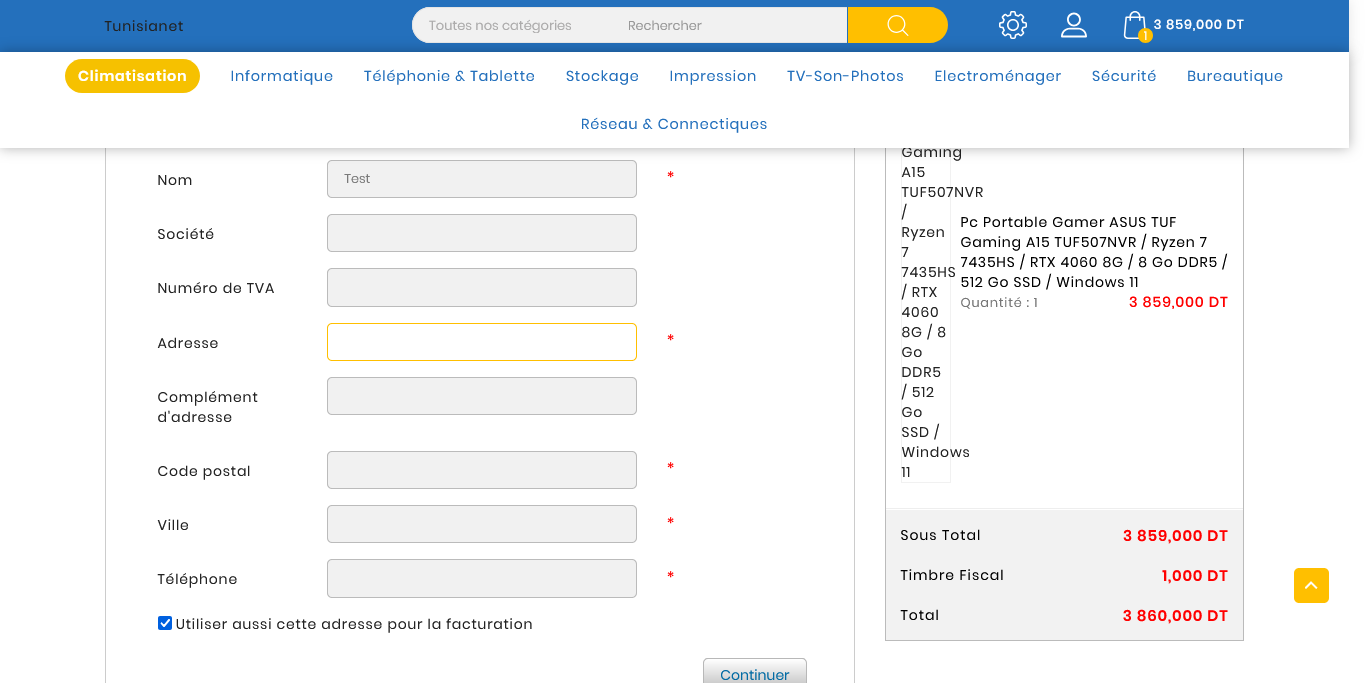 Tunisianet
Toutes nos catégories
Rechercher
1
3 859,000 DT
Climatisation
Informatique
Téléphonie & Tablette
Stockage
Impression
TV-Son-Photos
Electroménager
Sécurité
Bureautique
Réseau & Connectiques
Nom
Test
*
Société
Numéro de TVA
Adresse
*
Complément
d'adresse
Code postal
*
Ville
*
Téléphone
*
Utiliser aussi cette adresse pour la facturation
Continuer
Gaming
A15
TUF507NVR
/
Ryzen
7
7435HS
/ RTX
4060
8G / 8
Go
DDR5
/ 512
Go
SSD /
Windows
11
Pc Portable Gamer ASUS TUF
Gaming A15 TUF507NVR / Ryzen 7
7435HS / RTX 4060 8G / 8 Go DDR5 /
512 Go SSD / Windows 11
Quantité : 1
3 859,000 DT
Sous Total
3 859,000 DT
Timbre Fiscal
1,000 DT
Total
3 860,000 DT